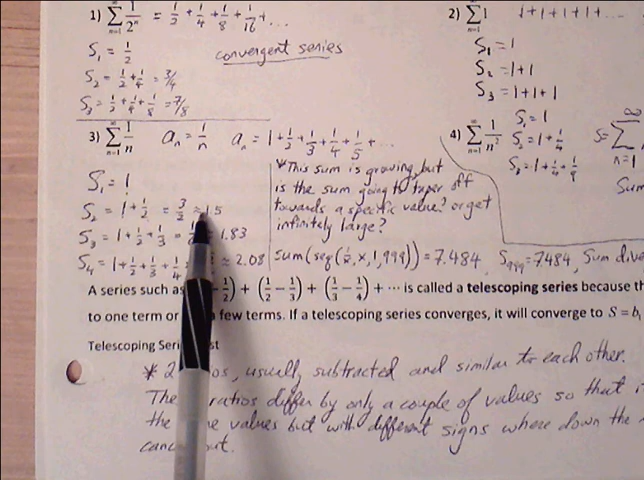 1) ∞ Σ n=1 1/2ⁿ = 1/2 + 1/4 + 1/8 + 1/16 + ...
S₁ = 1/2
convergent series
S₂ = 1/2 + 1/4 = 3/4
S₃ = 1/2 + 1/4 + 1/8 = 7/8
2) Σ n=1 1 1+1+1+1+...
S₁ = 1
S₂ = 1+1
S₃ = 1+1+1
3) ∞ Σ n=1 1/n aₙ = 1/n aₙ = 1 + 1/2 + 1/3 + 1/4 + 1/5 + ...
S₁ = 1
S₂ = 1 + 1/2 = 3/2 ≈ 1.5
S₃ = 1 + 1/2 + 1/3 = 1.83
S₄ = 1 + 1/2 + 1/3 + 1/4 = ≈ 2.08
*This sum is growing, but
is the sum going to taper off
towards a specific value? or get
infinitely large?
sum(seq(1/x, x, 1, 999)) = 7.484, S₉₉₉ = 7.484, Sum
4) ∞ Σ n=1 1/n²
S₁ = 1
S₂ = 1 + 1/4
S₃ = 1 + 1/4 + 1/9
S = ∞ Σ n=1
Sum
A series such as 1/2) + (1/2 − 1/3) + (1/3 − 1/4) + ⋯ is called a telescoping series because
to one term or few terms. If a telescoping series converges, it will converge to S = b₁
Telescoping
* 2 usually, subtracted and similar to each other.
The ratios differ by only a couple of values so that
the values but with different signs where down the
out.